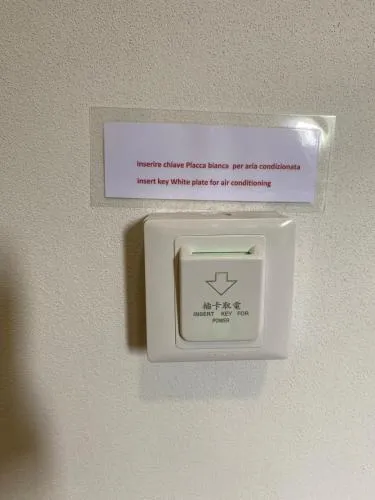 inserire chiave Placca bianca per aria condizionata
insert key White plate for air conditioning
插卡取電
INSERT KEY FOR
POWER